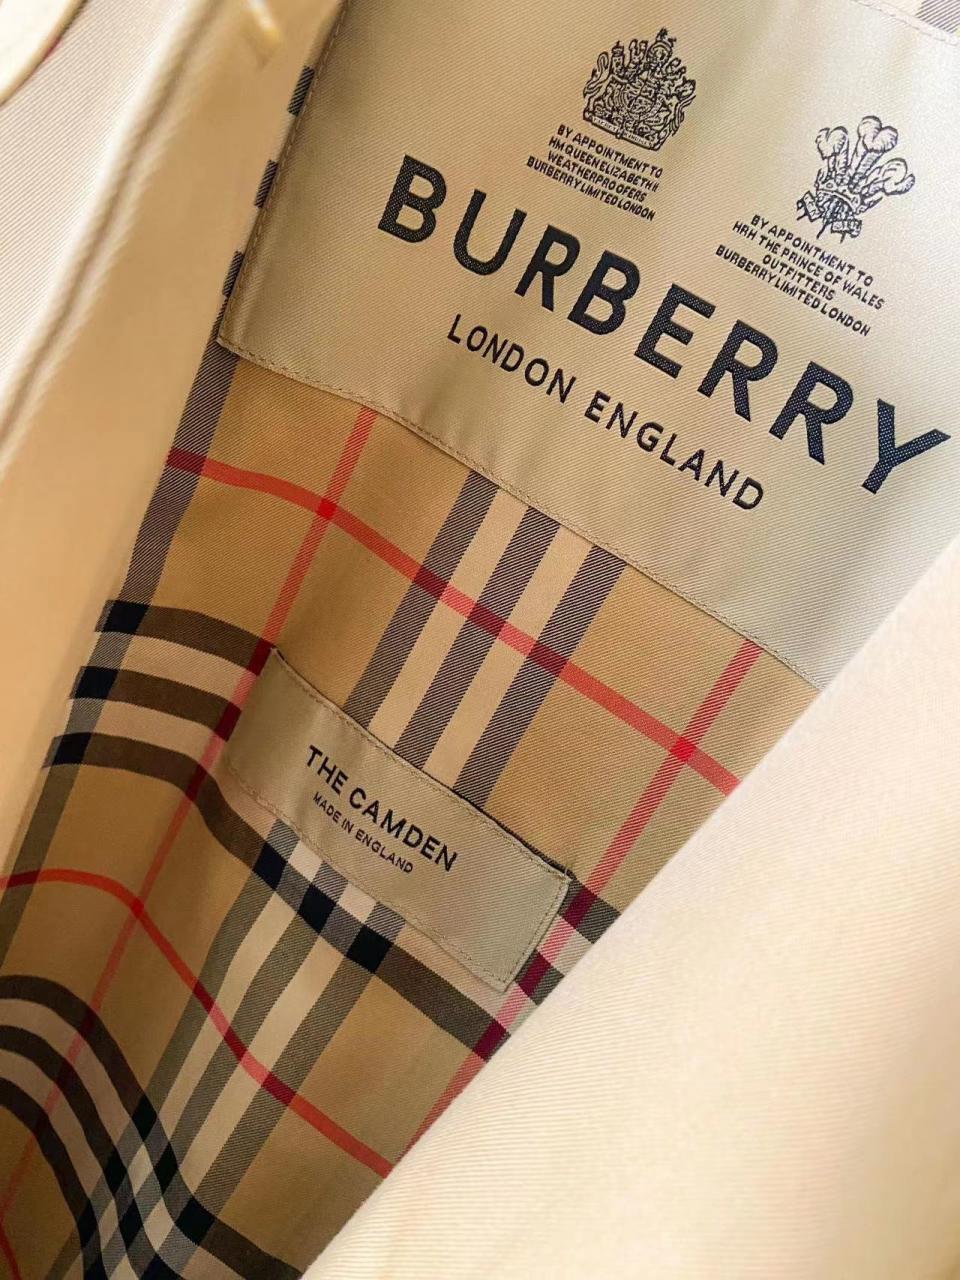 BY APPOINTMENT TO
HM QUEEN ELIZABETH II
WEATHERPROOFERS
BURBERRY LIMITED LONDON
BY APPOINTMENT TO
HRH THE PRINCE OF WALES
OUTFITTERS
BURBERRY LIMITED LONDON
BURBERRY
LONDON ENGLAND
THE CAMDEN
MADE IN ENGLAND